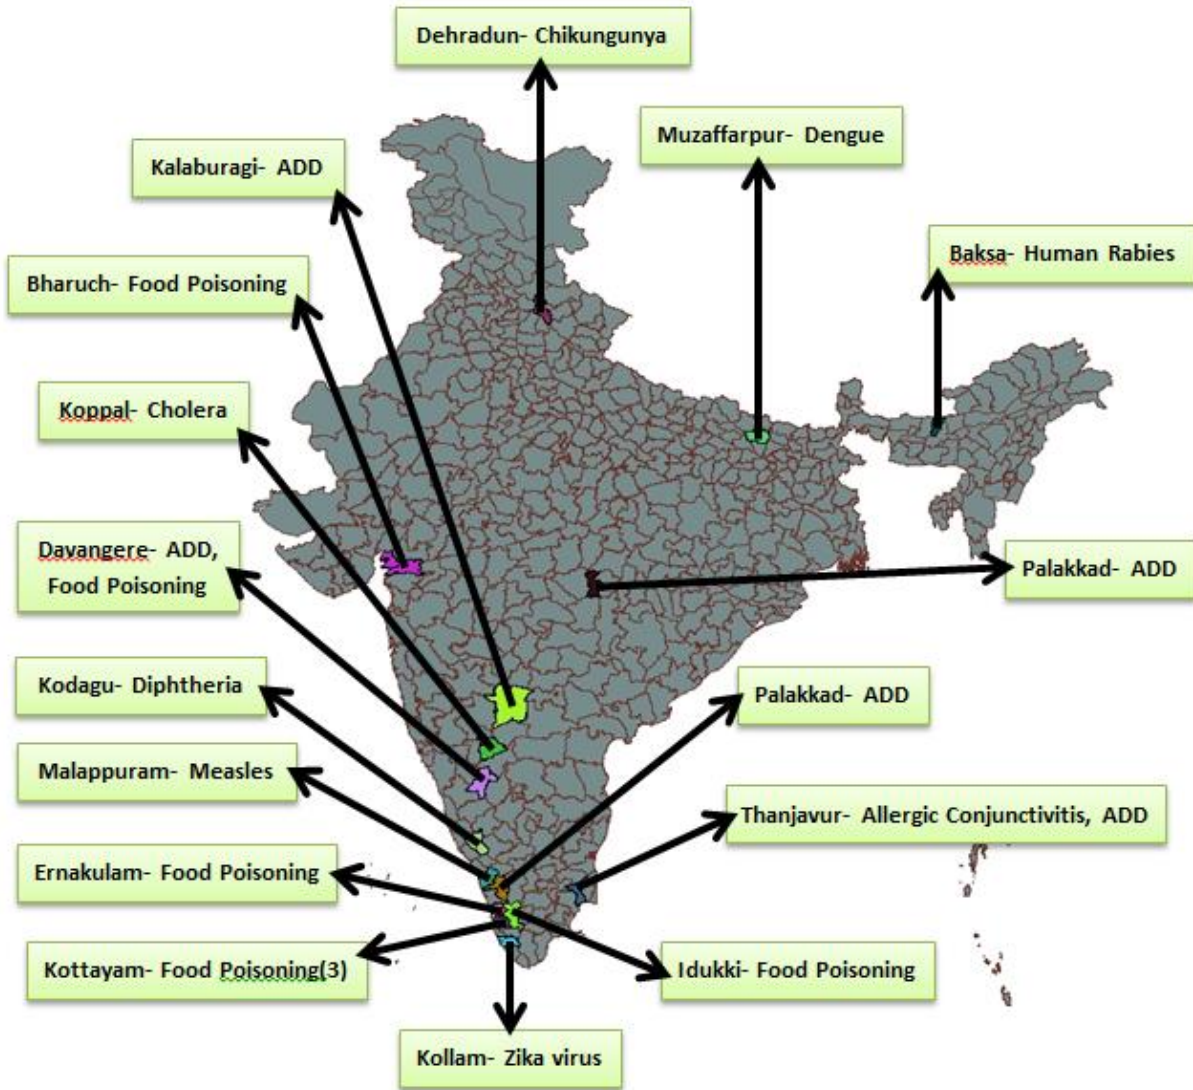 Dehradun- Chikungunya
Muzaffarpur- Dengue
Kalaburagi- ADD
Baksa- Human Rabies
Bharuch- Food Poisoning
Koppal- Cholera
Davangere- ADD,
Food Poisoning
Palakkad- ADD
Kodagu- Diphtheria
Palakkad- ADD
Malappuram- Measles
Thanjavur- Allergic Conjunctivitis, ADD
Ernakulam- Food Poisoning
Kottayam- Food Poisoning(3)
Idukki- Food Poisoning
Kollam- Zika virus